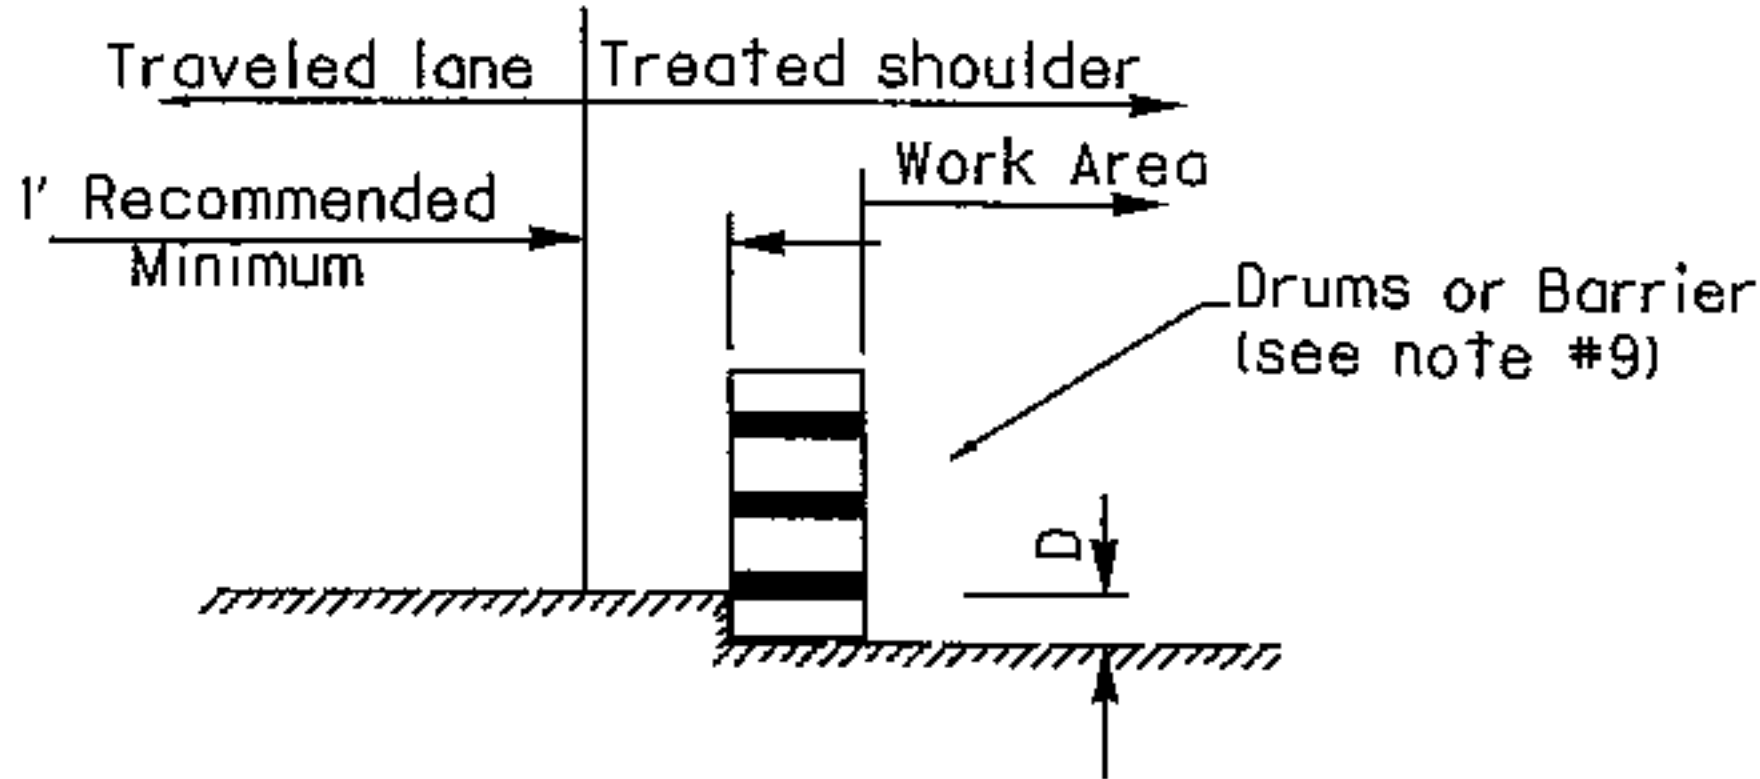 Traveled lane
Treated shoulder
Work Area
1' Recommended
Minimum
Drums or Barrier
(see note #9)
D